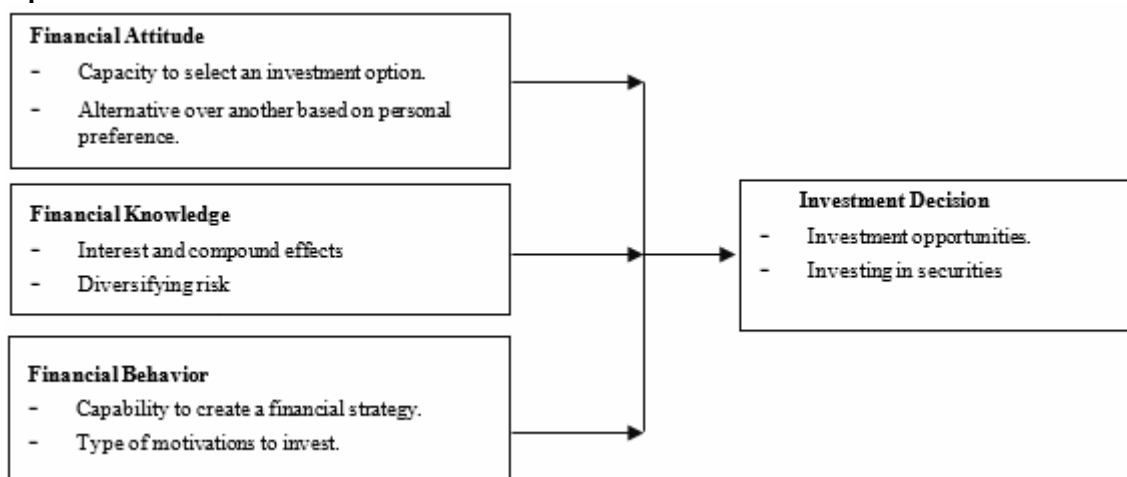 Financial Attitude
- Capacity to select an investment option.
- Alternative over another based on personal
preference.
Financial Knowledge
- Interest and compound effects
- Diversifying risk
Financial Behavior
- Capability to create a financial strategy.
- Type of motivations to invest.
Investment Decision
- Investment opportunities.
- Investing in securities